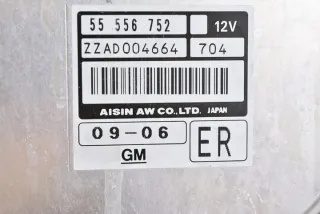 55 556 752 12V
ZZAD004664 704
AISIN AW CO., LTD. JAPAN
09-06 ER
GM